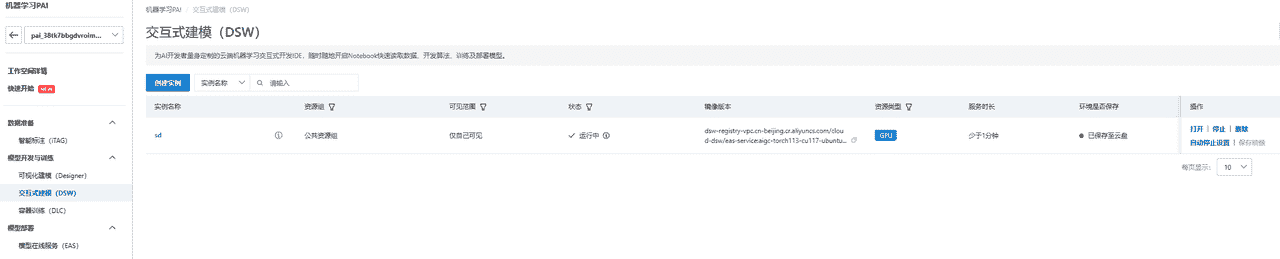 机器学习PAI
机器学习PAI / 交互式建模（DSW）
pai_38tk7bbgdvroim...
交互式建模（DSW）
为AI开发者量身定制的云端机器学习交互式开发IDE，随时随地开启Notebook快速读取数据、开发算法、训练及部署模型。
工作空间详情
快速开始
创建实例 实例名称 请输入
实例名称 资源组 可见范围 状态 镜像版本 资源类型 服务时长 环境是否保存 操作
数据准备
智能标注（iTAG）
sd 公共资源组 仅自己可见 运行中 dsw-registry-vpc.cn-beijing.cr.aliyuncs.com/clou
d-dsw/eas-service:aigc-torch113-cu117-ubuntu... GPU 少于1分钟 已保存至云盘 打开 | 停止 | 删除
自动停止设置 | 保存镜像
模型开发与训练
每页显示： 10
可视化建模（Designer）
交互式建模（DSW）
容器训练（DLC）
模型部署
模型在线服务（EAS）